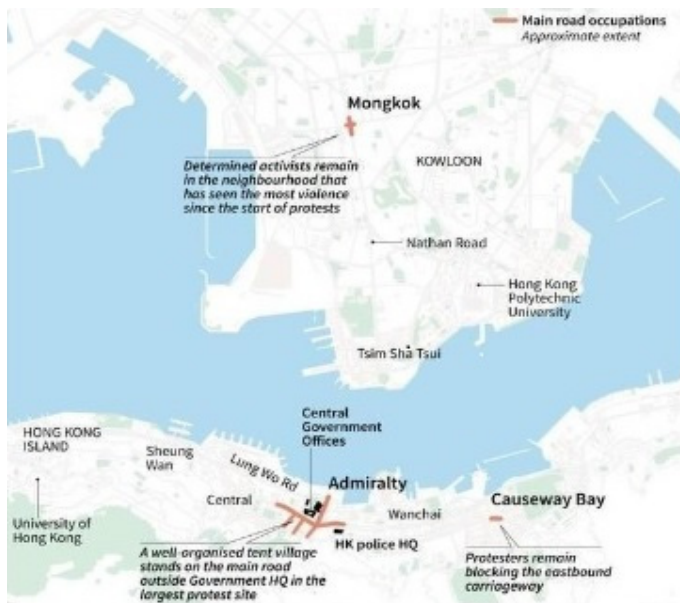 Main road occupations
Approximate extent
Mongkok
Determined activists remain
in the neighbourhood that
has seen the most violence
since the start of protests
KOWLOON
Nathan Road
Hong Kong
Polytechnic
University
Tsim Sha Tsui
Central
Government
Offices
HONG KONG
ISLAND
Sheung
Wan
Lung Wo Rd
Admiralty
Central
Wanchai
Causeway Bay
University of
Hong Kong
HK police HQ
A well-organised tent village
stands on the main road
outside Government HQ in the
largest protest site
Protesters remain
blocking the eastbound
carriageway